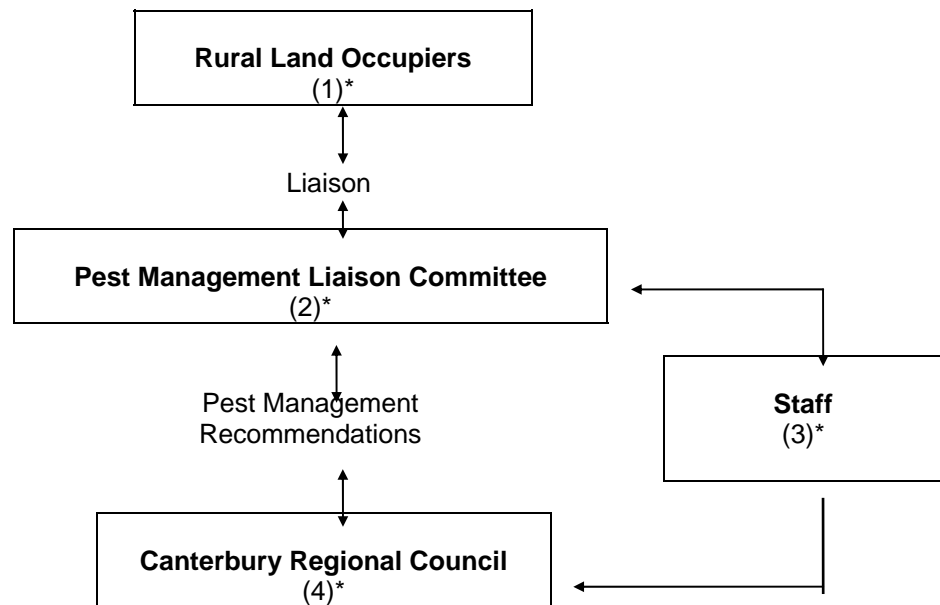 Rural Land Occupiers
(1)*
Liaison
Pest Management Liaison Committee
(2)*
Pest Management
Recommendations
Staff
(3)*
Canterbury Regional Council
(4)*